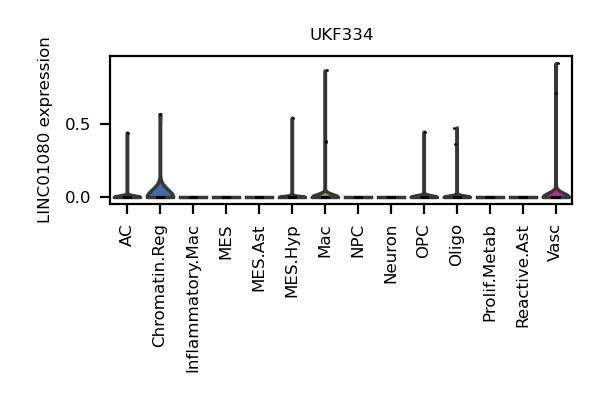 UKF334
LINC01080 expression
0.5
0.0
AC
Chromatin.Reg
Inflammatory.Mac
MES
MES.Ast
MES.Hyp
Mac
NPC
Neuron
OPC
Oligo
Prolif.Metab
Reactive.Ast
Vasc